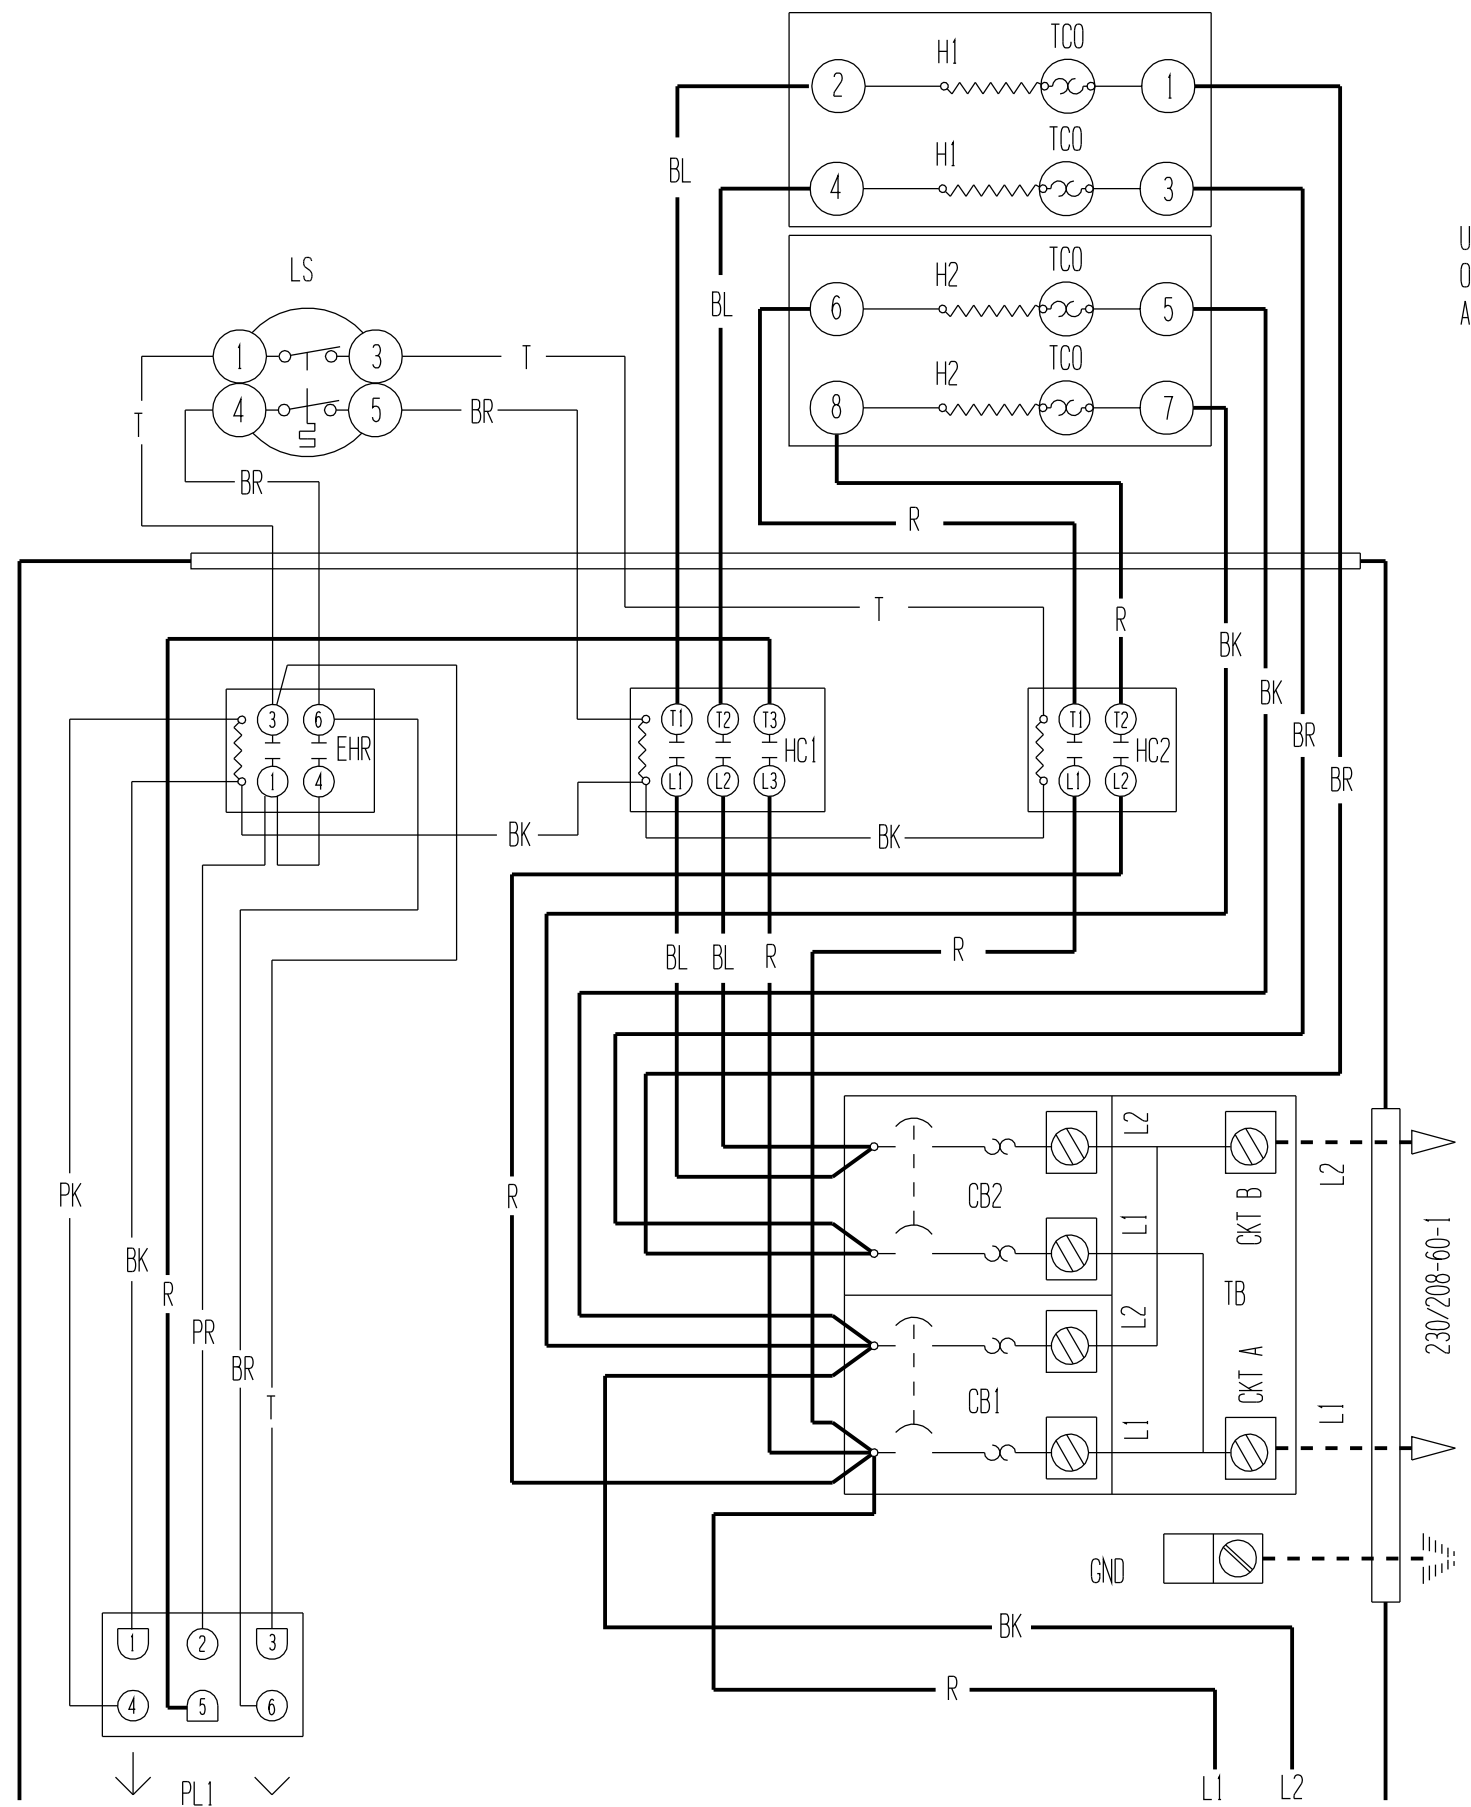 TCO
H1
2
1
TCO
H1
BL
4
3
U
TCO
LS
H2
O
BL
6
5
A
1
3
T
TCO
H2
4
5
BR
8
7
T
BR
R
T
R
BK
BK
3
6
T1
T2
T3
T1
T2
BR
EHR
HC1
HC2
1
4
L1
L2
L3
L1
L2
BR
BK
BK
BL
BL
R
R
L2
L2
PK
R
CB2
CKT B
L1
BK
R
TB
230/208-60-1
PR
L2
BR
CKT A
T
CB1
L1
L1
GND
BK
1
2
3
R
4
5
6
PL1
L1
L2